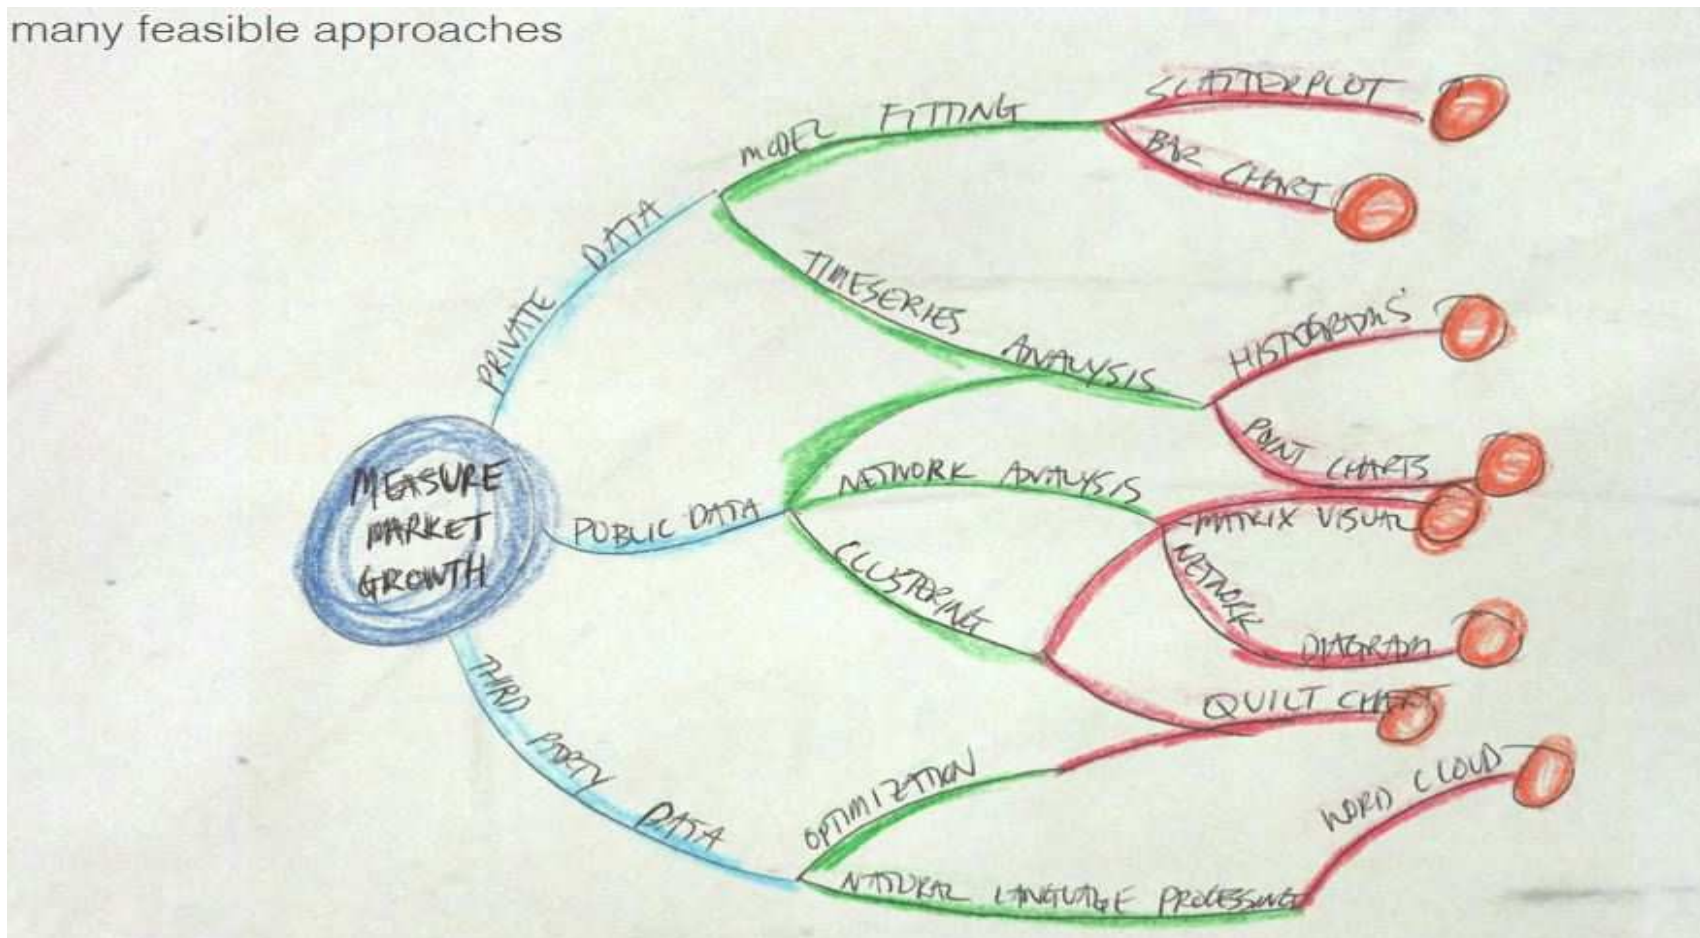 many feasible approaches
SCATTERPLOT
MODEL FITTING
BAR CHART
PRIVATE DATA
TIMESERIES ANALYSIS
HISTOGRAMS
POINT CHARTS
MEASURE
MARKET
GROWTH
PUBLIC DATA
NETWORK ANALYSIS
MATRIX VISUAL
CLUSTERING
NETWORK DIAGRAM
QUILT CHART
THIRD PARTY DATA
OPTIMIZATION
WORD CLOUD
NATURAL LANGUAGE PROCESSING